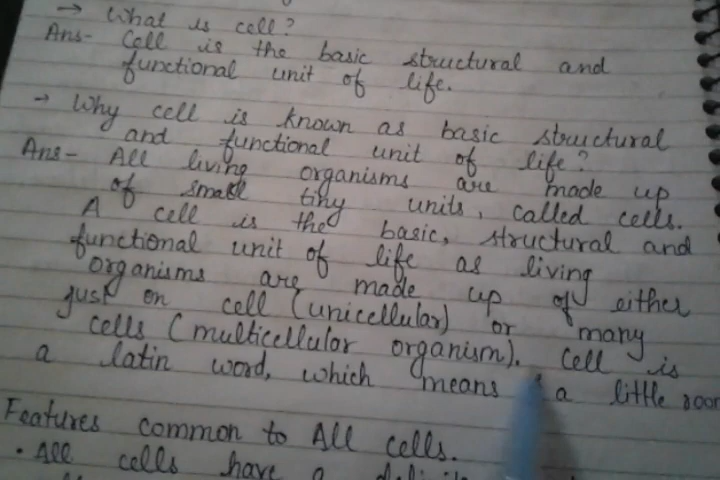 → What is cell?
Ans- Cell is the basic structural and
functional unit of life.
→ Why cell is known as basic structural
and functional unit of life?
Ans- All living organisms are made up
of small tiny units, called cells.
A cell is the basic, structural and
functional unit of life as living
organisms are made up of either
just on cell (unicellular) or many
cells (multicellular organism). Cell is
a latin word, which means a little room
Features common to All cells.
• All cells have a